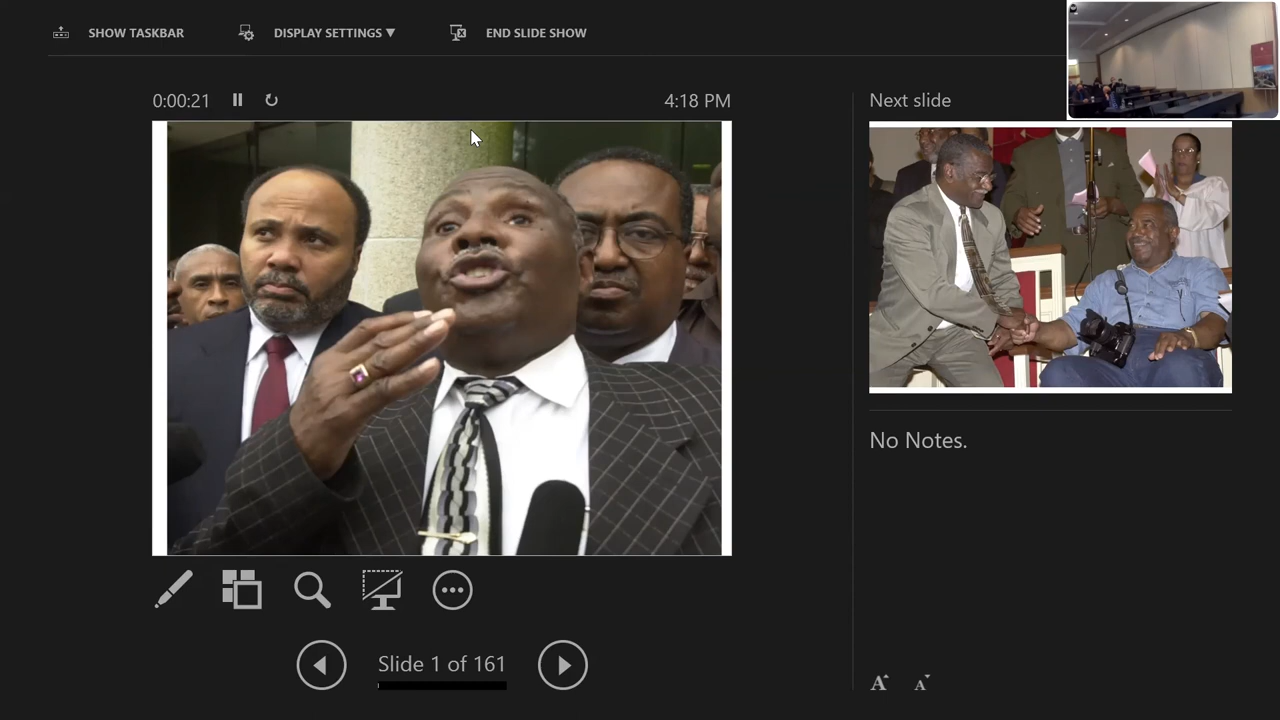 SHOW TASKBAR
DISPLAY SETTINGS ▼
END SLIDE SHOW
0:00:21
4:18 PM
Next slide
No Notes.
Slide 1 of 161
A A